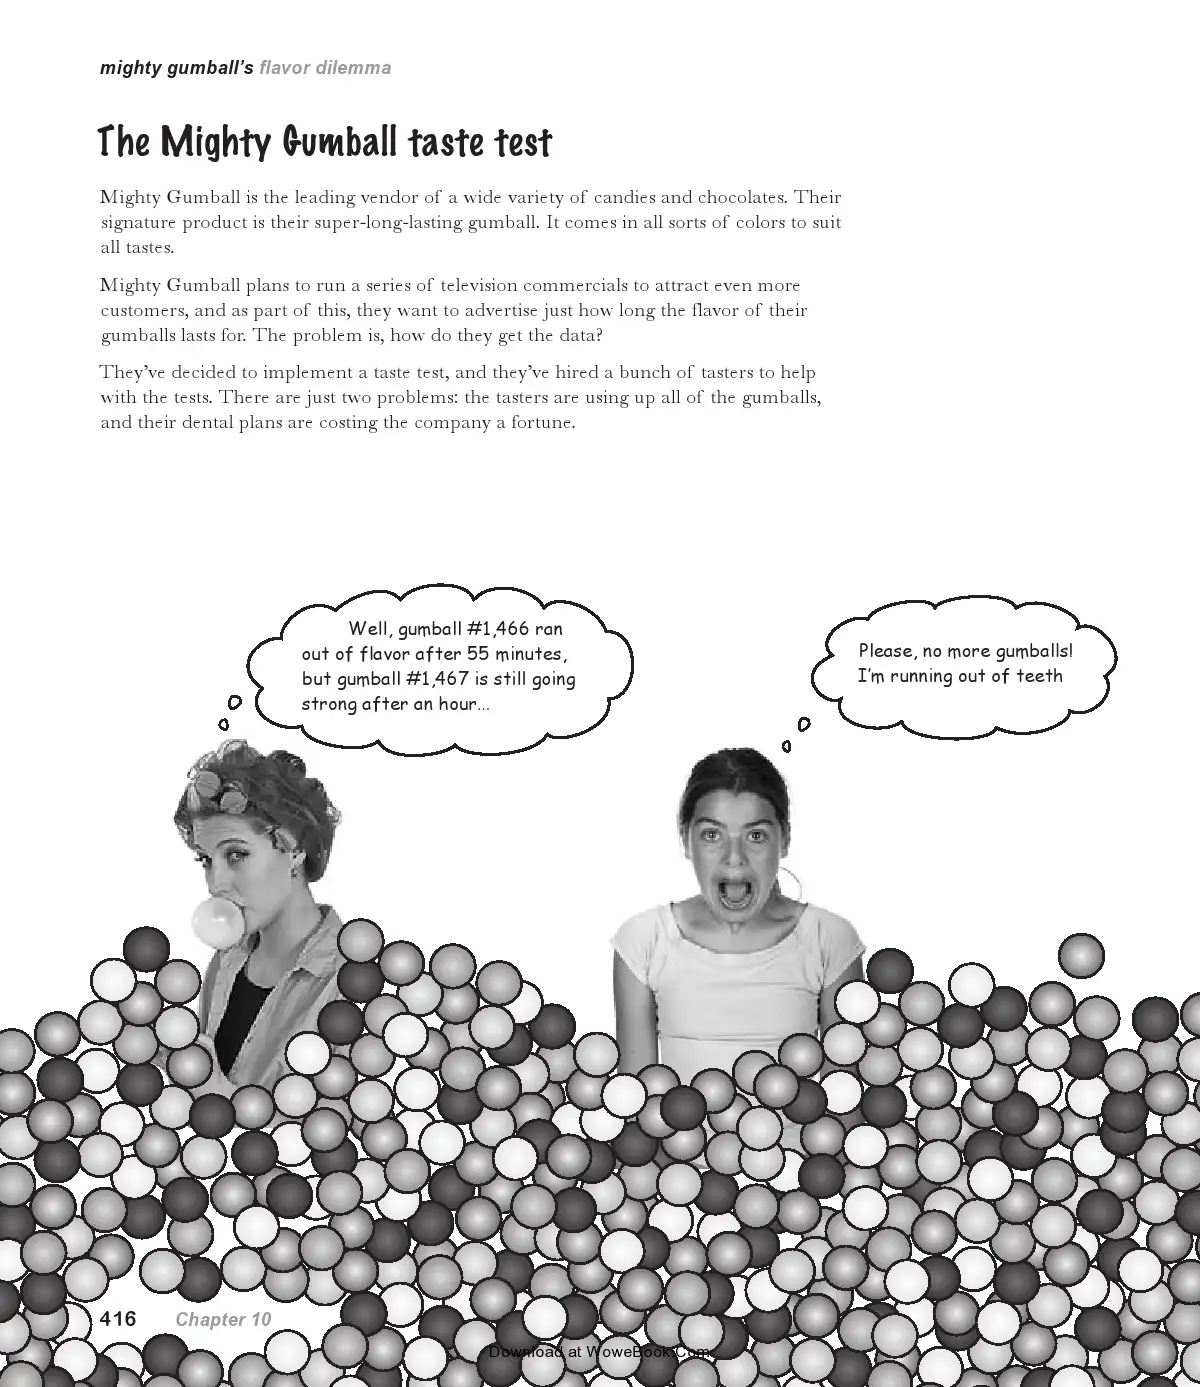 mighty gumball's flavor dilemma
The Mighty Gumball taste test
Mighty Gumball is the leading vendor of a wide variety of candies and chocolates. Their
signature product is their super-long-lasting gumball. It comes in all sorts of colors to suit
all tastes.
Mighty Gumball plans to run a series of television commercials to attract even more
customers, and as part of this, they want to advertise just how long the flavor of their
gumballs lasts for. The problem is, how do they get the data?
They've decided to implement a taste test, and they've hired a bunch of tasters to help
with the tests. There are just two problems: the tasters are using up all of the gumballs,
and their dental plans are costing the company a fortune.
Well, gumball #1,466 ran
out of flavor after 55 minutes,
but gumball #1,467 is still going
strong after an hour...
Please, no more gumballs!
I'm running out of teeth
416 Chapter 10
Download at WoweBook.Com